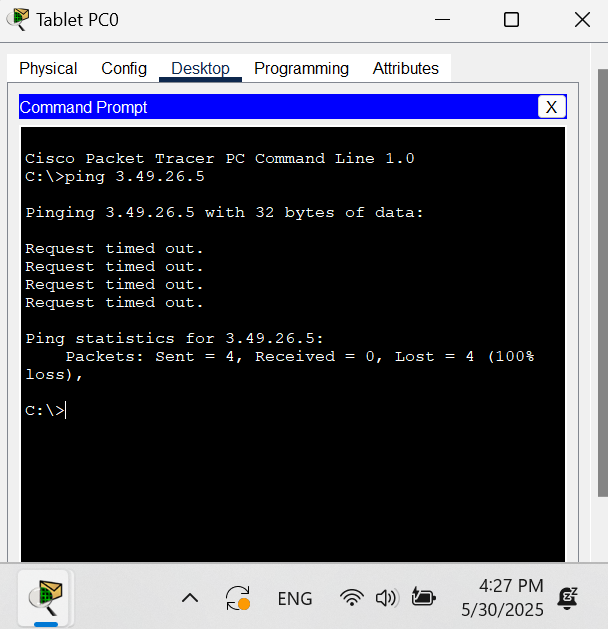 Tablet PC0
Physical Config Desktop Programming Attributes
Command Prompt
X
Cisco Packet Tracer PC Command Line 1.0
C:\>ping 3.49.26.5
Pinging 3.49.26.5 with 32 bytes of data:
Request timed out.
Request timed out.
Request timed out.
Request timed out.
Ping statistics for 3.49.26.5:
    Packets: Sent = 4, Received = 0, Lost = 4 (100%
loss),
C:\>
ENG
4:27 PM
5/30/2025